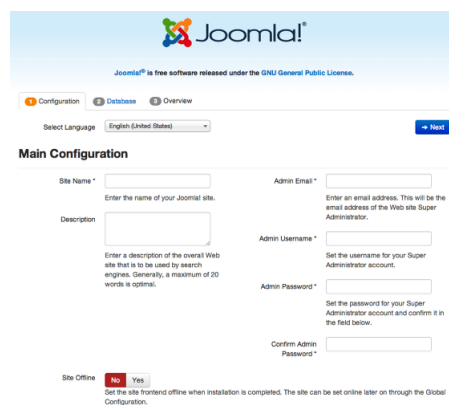 Joomla!®
Joomla!® is free software released under the GNU General Public License.
1 Configuration 2 Database 3 Overview
Select Language English (United States) → Next
Main Configuration
Site Name *
Enter the name of your Joomla! site.
Description
Enter a description of the overall Web
site that is to be used by search
engines. Generally, a maximum of 20
words is optimal.
Admin Email *
Enter an email address. This will be the
email address of the Web site Super
Administrator.
Admin Username *
Set the username for your Super
Administrator account.
Admin Password *
Set the password for your Super
Administrator account and confirm it in
the field below.
Confirm Admin
Password *
Site Offline No Yes
Set the site frontend offline when installation is completed. The site can be set online later on through the Global
Configuration.